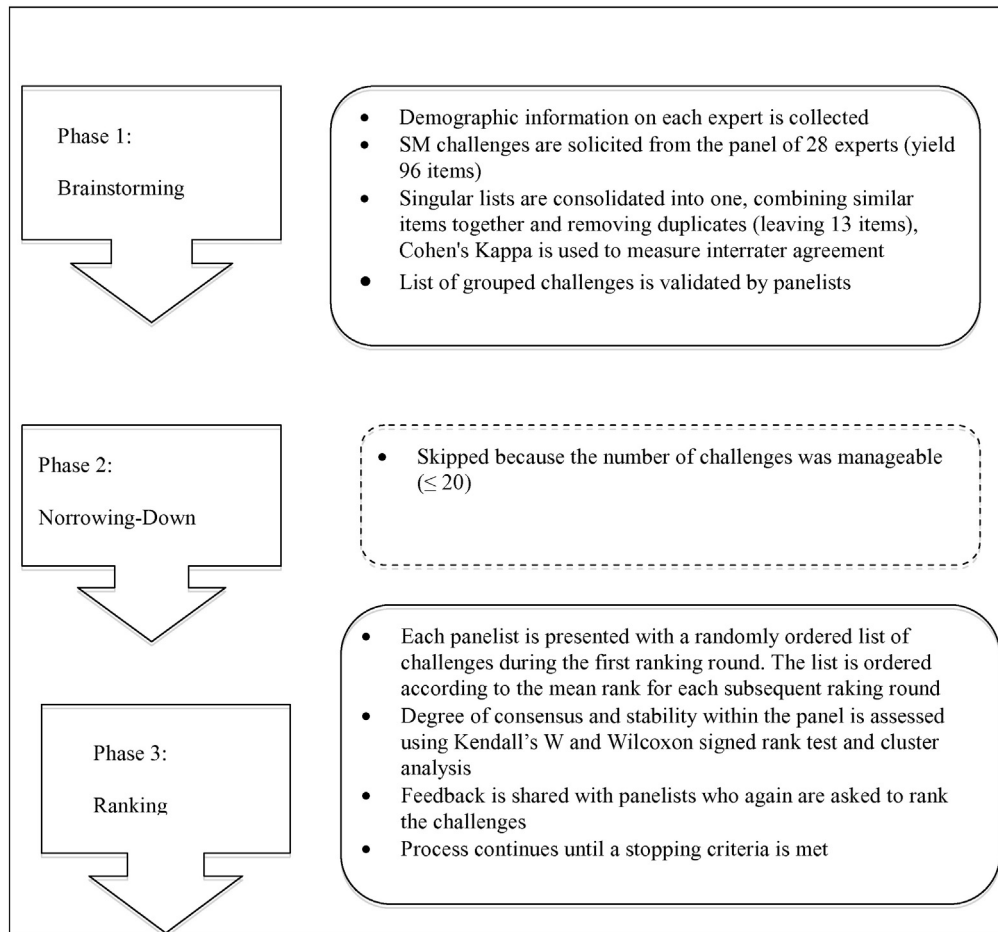 Phase 1:
Brainstorming
• Demographic information on each expert is collected
• SM challenges are solicited from the panel of 28 experts (yield
96 items)
• Singular lists are consolidated into one, combining similar
items together and removing duplicates (leaving 13 items),
Cohen's Kappa is used to measure interrater agreement
• List of grouped challenges is validated by panelists
Phase 2:
Norrowing-Down
• Skipped because the number of challenges was manageable
(≤ 20)
Phase 3:
Ranking
• Each panelist is presented with a randomly ordered list of
challenges during the first ranking round. The list is ordered
according to the mean rank for each subsequent raking round
• Degree of consensus and stability within the panel is assessed
using Kendall’s W and Wilcoxon signed rank test and cluster
analysis
• Feedback is shared with panelists who again are asked to rank
the challenges
• Process continues until a stopping criteria is met